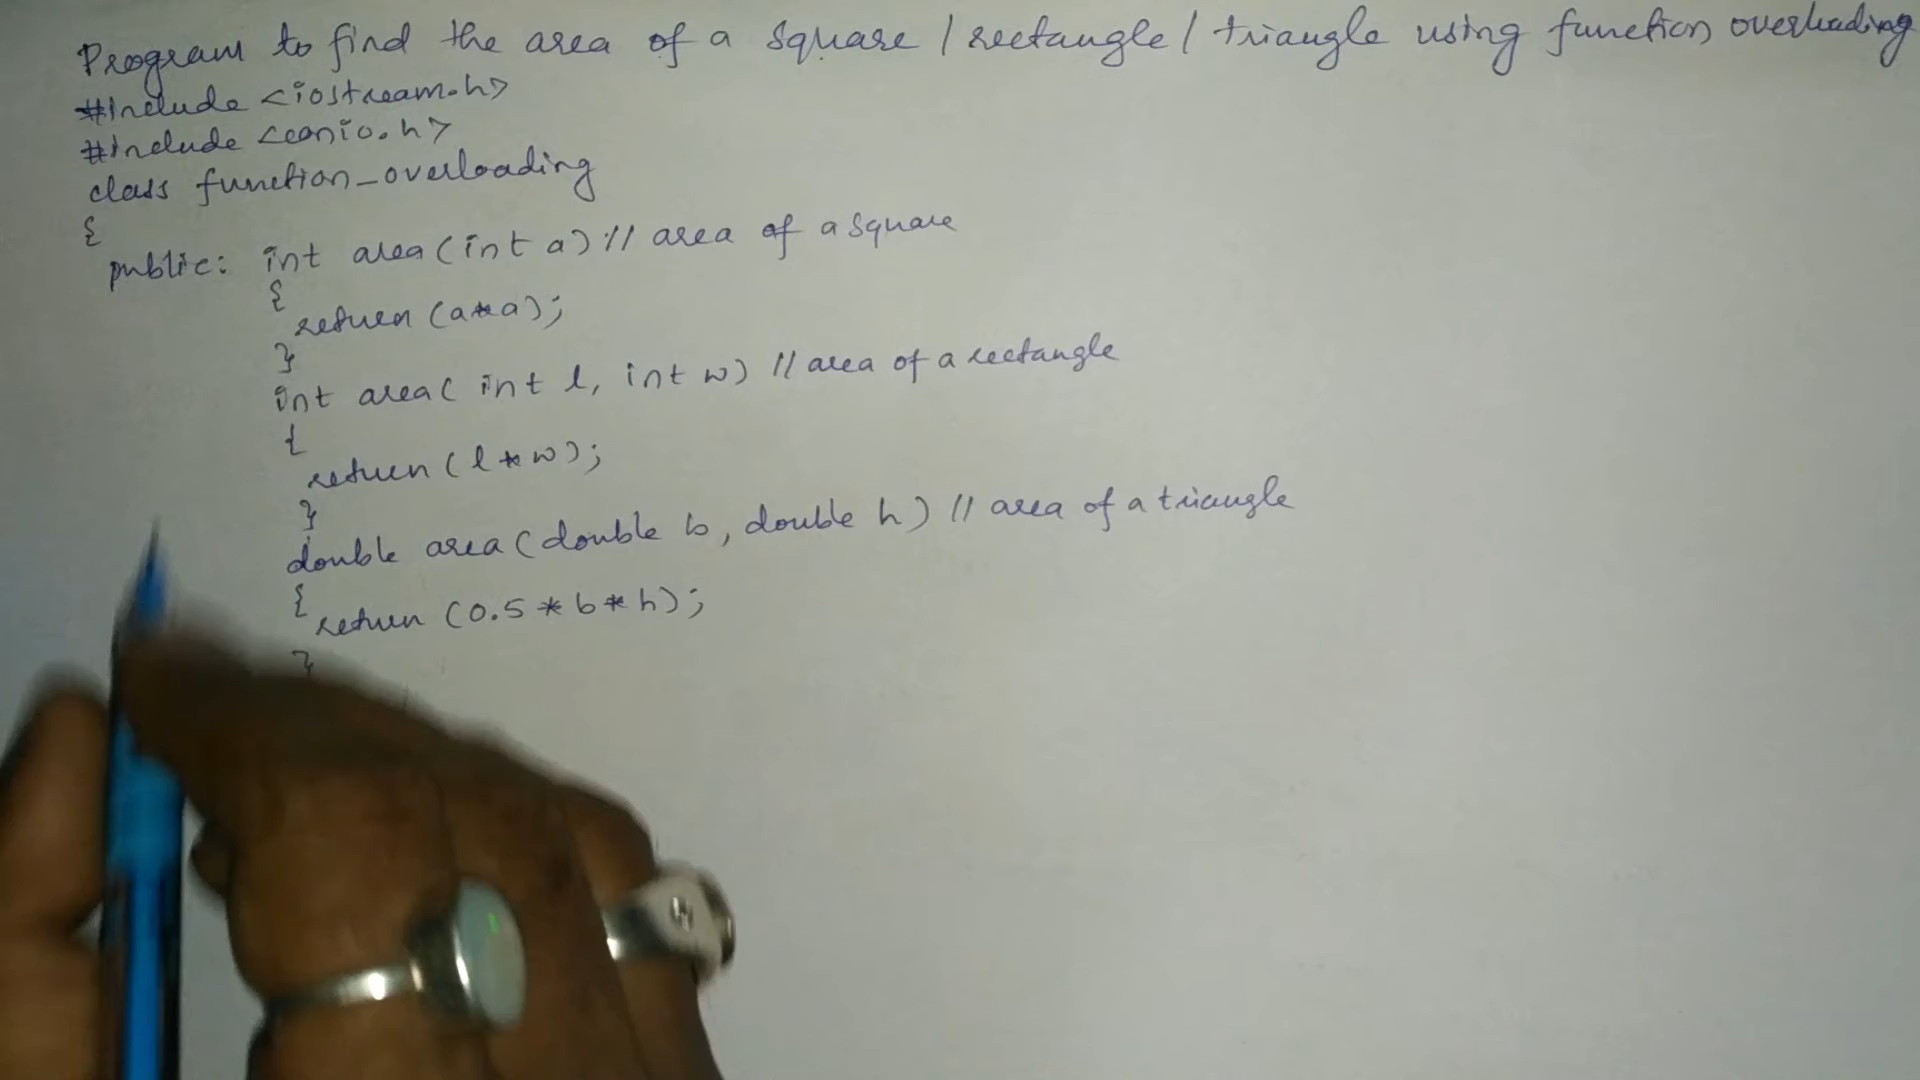 Program to find the area of a square / rectangle / triangle using function overloading
#include <iostream.h>
#include <conio.h>
class function_overloading
{
public: int area(int a) // area of a square
{
return (a*a);
}
int area( int l, int w) // area of a rectangle
{
return (l*w);
}
double area (double b, double h) // area of a triangle
{
return (0.5*b*h);
}